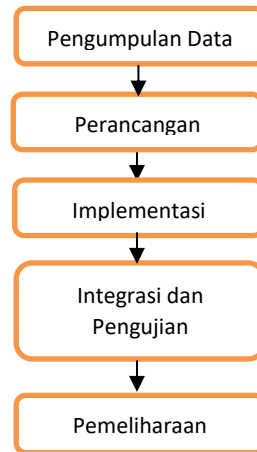 Pengumpulan Data
Perancangan
Implementasi
Integrasi dan
Pengujian
Pemeliharaan